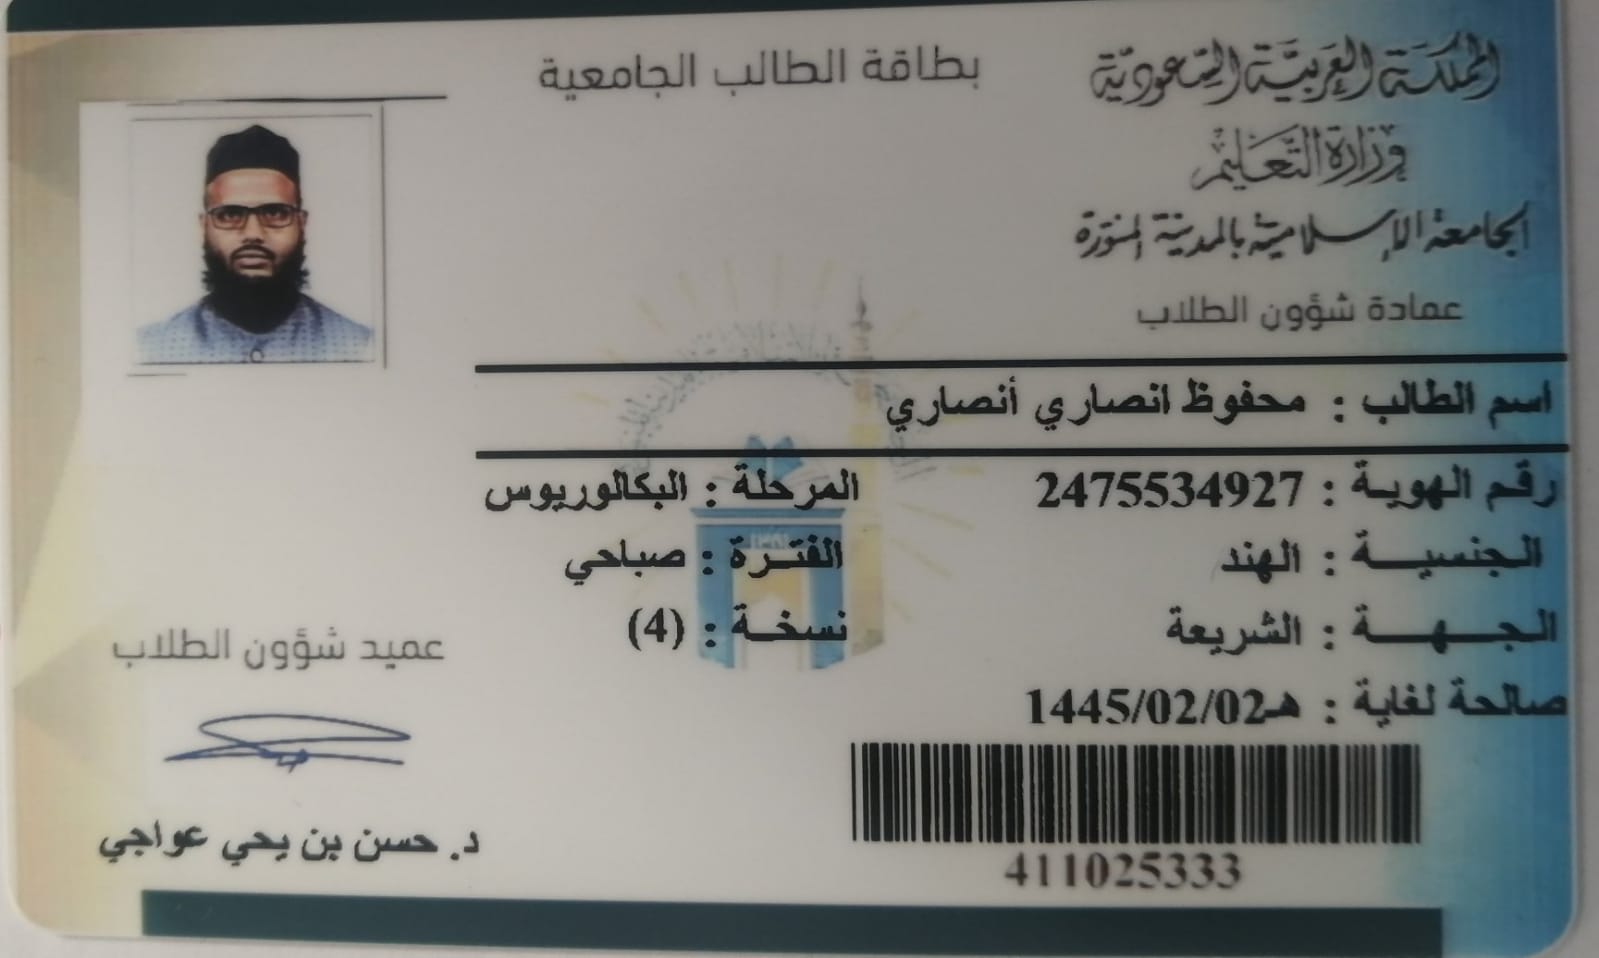 المملكة العربية السعودية
بطاقة الطالب الجامعية
وزارة التعليم
الجامعة الإسلامية بالمدينة المنورة
عمادة شؤون الطلاب
اسم الطالب : محفوظ انصاري أنصاري
رقم الهوية : 2475534927
المرحلة : البكالوريوس
الجنسية : الهند
الفترة : صباحي
الجهة : الشريعة
نسخة : (4)
صالحة لغاية : 1445/02/02هـ
411025333
عميد شؤون الطلاب
د. حسن بن يحي عواجي